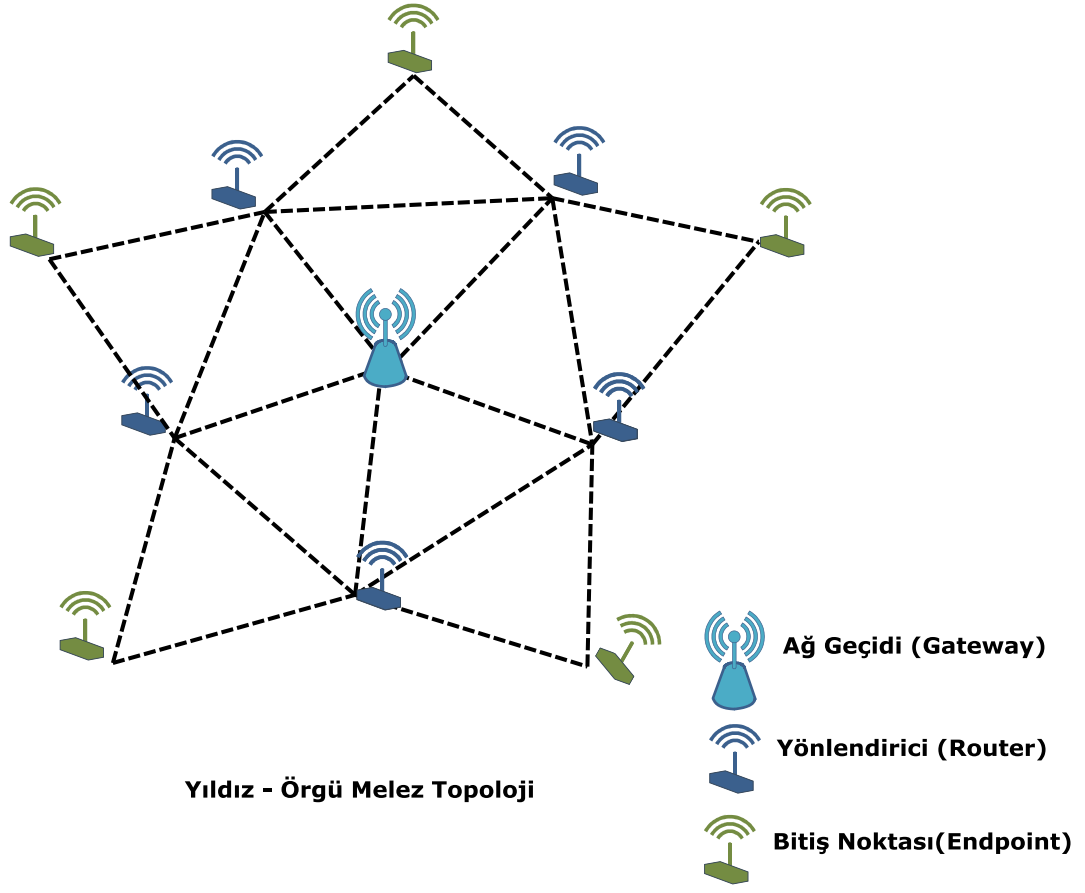 Ağ Geçidi (Gateway)
Yönlendirici (Router)
Yıldız - Örgü Melez Topoloji
Bitiş Noktası(Endpoint)